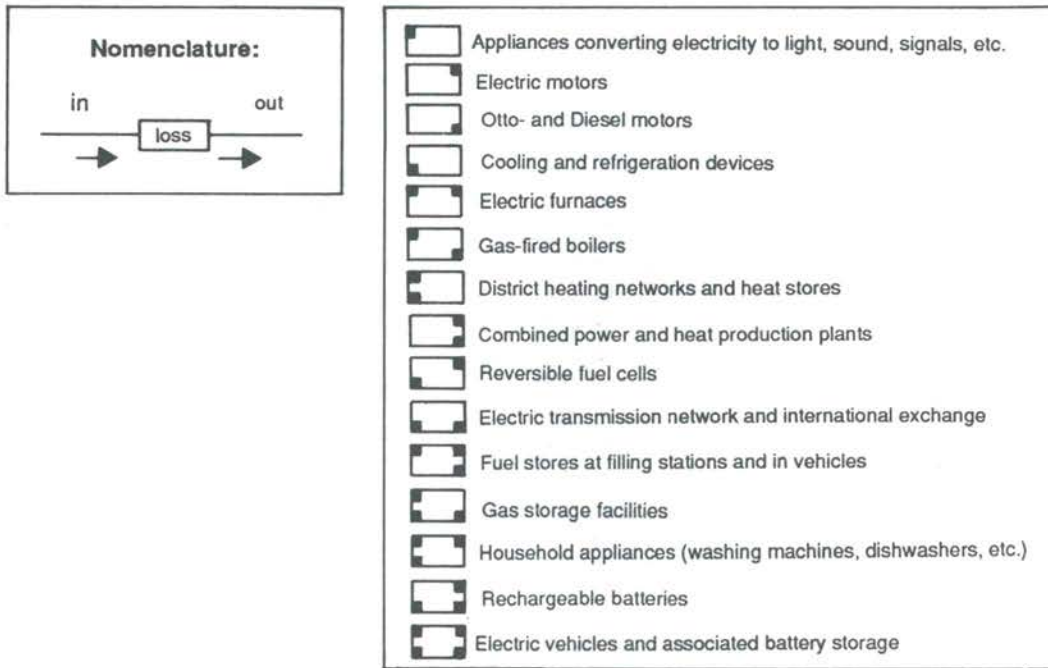 Nomenclature:
in out
loss
Appliances converting electricity to light, sound, signals, etc.
Electric motors
Otto- and Diesel motors
Cooling and refrigeration devices
Electric furnaces
Gas-fired boilers
District heating networks and heat stores
Combined power and heat production plants
Reversible fuel cells
Electric transmission network and international exchange
Fuel stores at filling stations and in vehicles
Gas storage facilities
Household appliances (washing machines, dishwashers, etc.)
Rechargeable batteries
Electric vehicles and associated battery storage